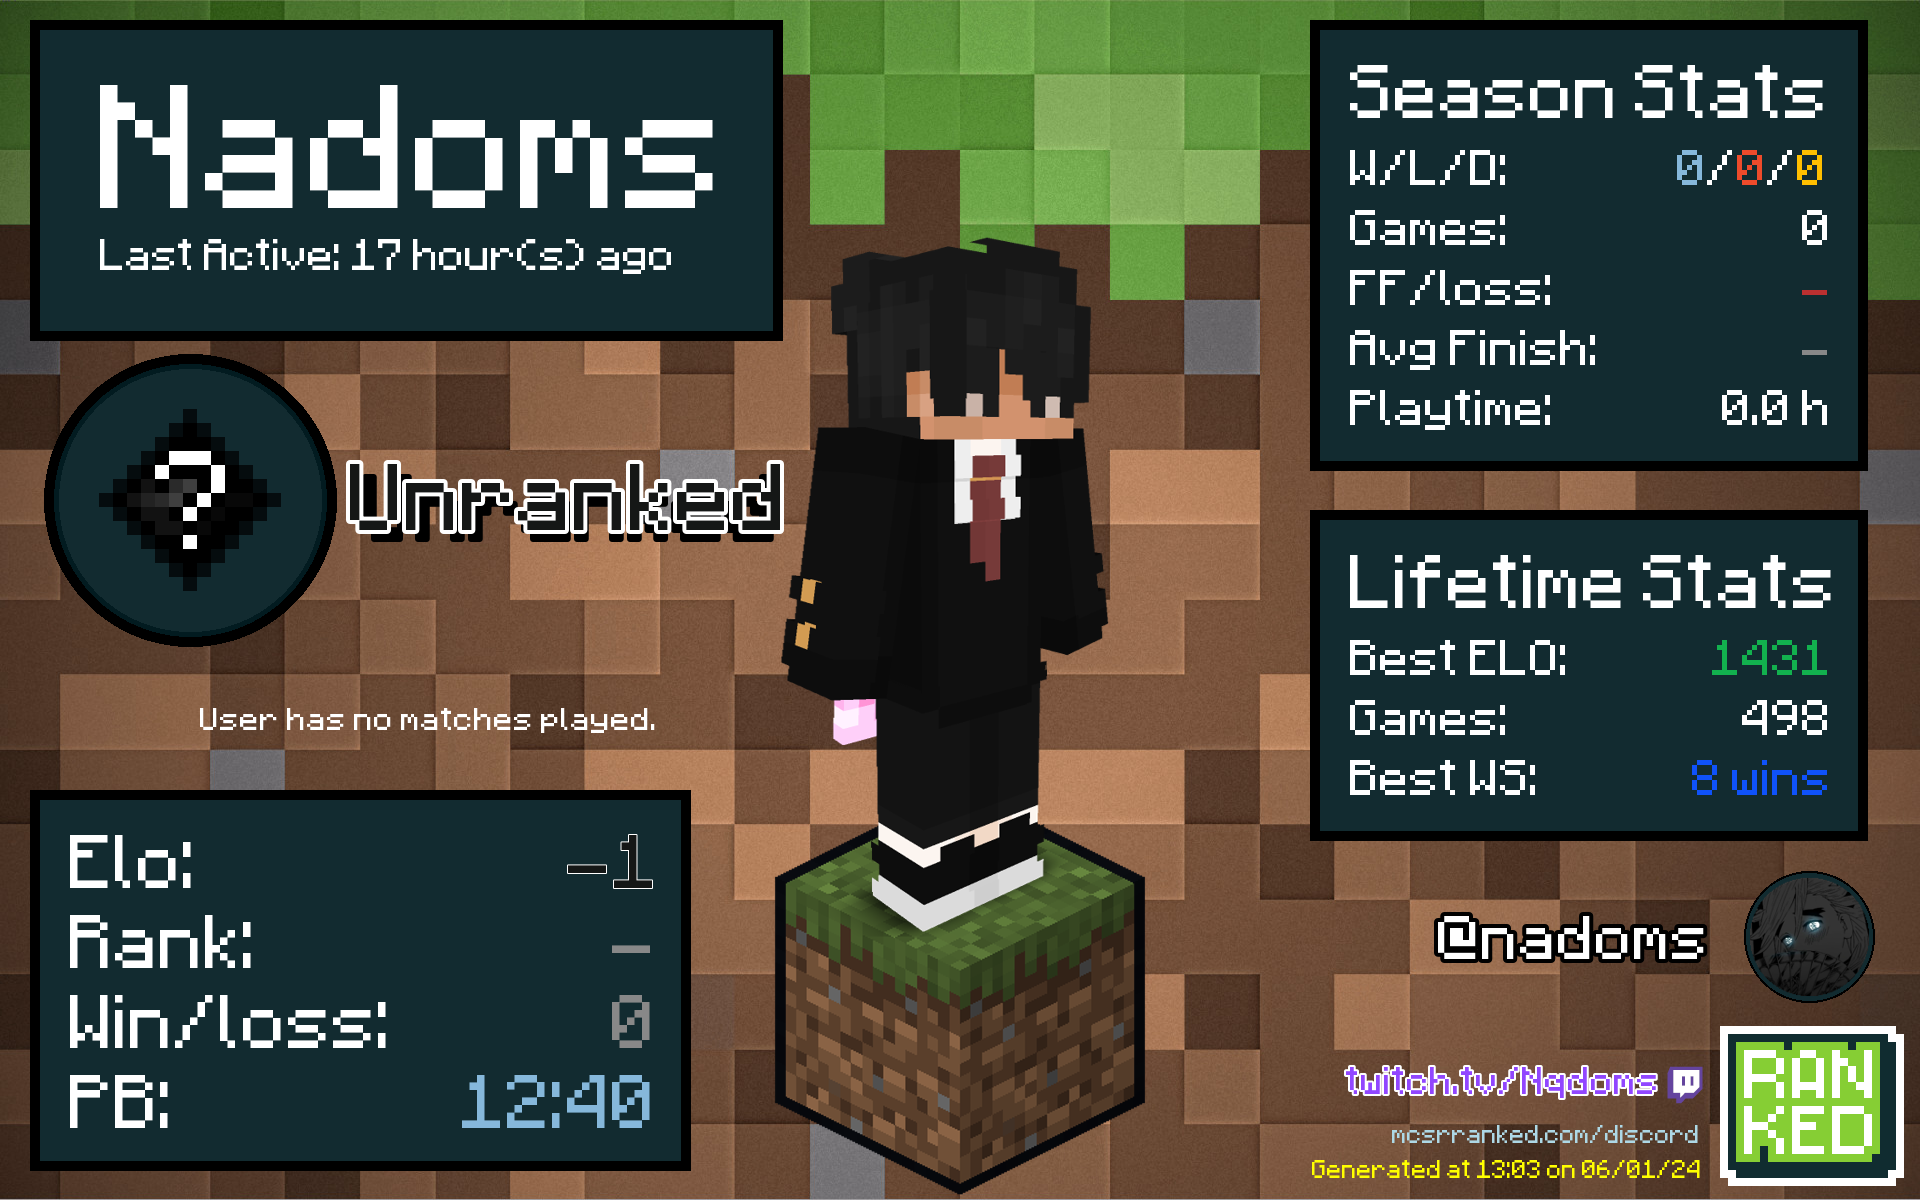 Nadoms
Last Active: 17 hour(s) ago
?
Unranked
User has no matches played.
Elo: -1
Rank: -
Win/loss: 0
PB: 12:40
Season Stats
W/L/D: 0/0/0
Games: 0
FF/loss: -
Avg Finish: -
Playtime: 0.0 h
Lifetime Stats
Best ELO: 1431
Games: 498
Best WS: 8 wins
@nadoms
twitch.tv/Nqdoms
mcsrranked.com/discord
Generated at 13:03 on 06/01/24
RAN
KED